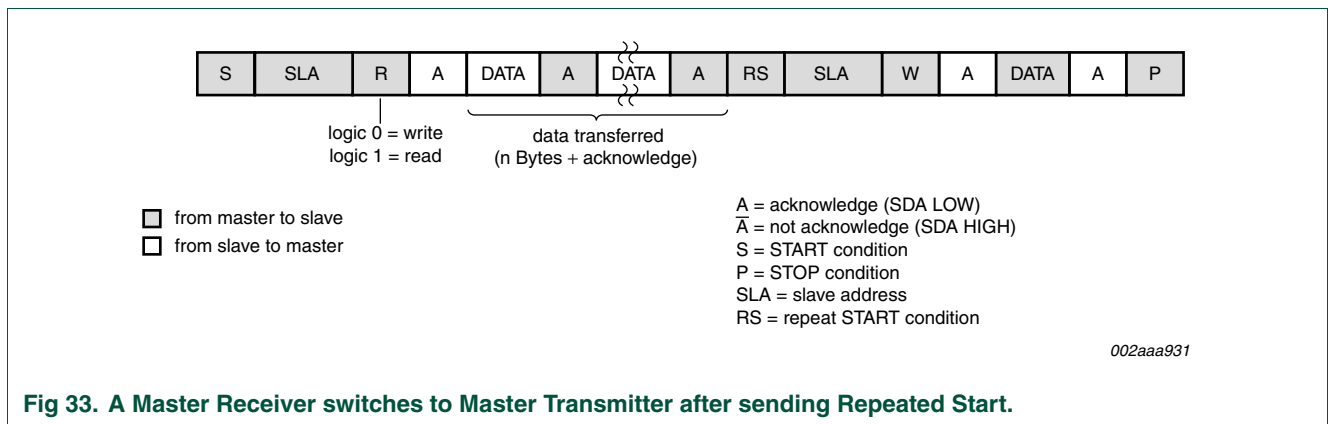 S SLA R A DATA A DATA A RS SLA W A DATA A P
logic 0 = write
logic 1 = read
data transferred
(n Bytes + acknowledge)
from master to slave
from slave to master
A = acknowledge (SDA LOW)
A̅ = not acknowledge (SDA HIGH)
S = START condition
P = STOP condition
SLA = slave address
RS = repeat START condition
002aaa931
Fig 33. A Master Receiver switches to Master Transmitter after sending Repeated Start.